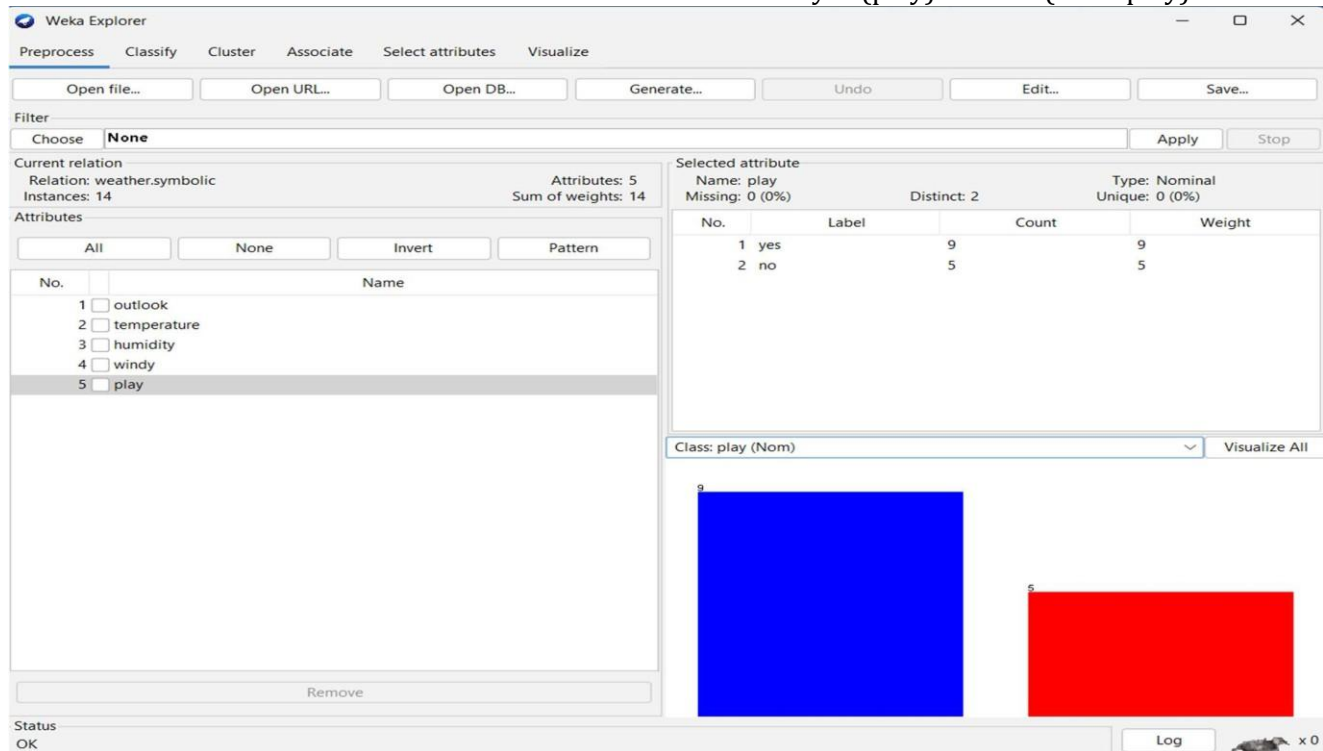 Weka Explorer
Preprocess Classify Cluster Associate Select attributes Visualize
Open file... Open URL... Open DB... Generate... Undo Edit... Save...
Filter
Choose None Apply Stop
Current relation
Relation: weather.symbolic Attributes: 5
Instances: 14 Sum of weights: 14
Selected attribute
Name: play Type: Nominal
Missing: 0 (0%) Distinct: 2 Unique: 0 (0%)
Attributes
All None Invert Pattern
No. Name
1 outlook
2 temperature
3 humidity
4 windy
5 play
Remove
No. Label Count Weight
1 yes 9 9
2 no 5 5
Class: play (Nom) Visualize All
9
5
Status
OK
Log x 0